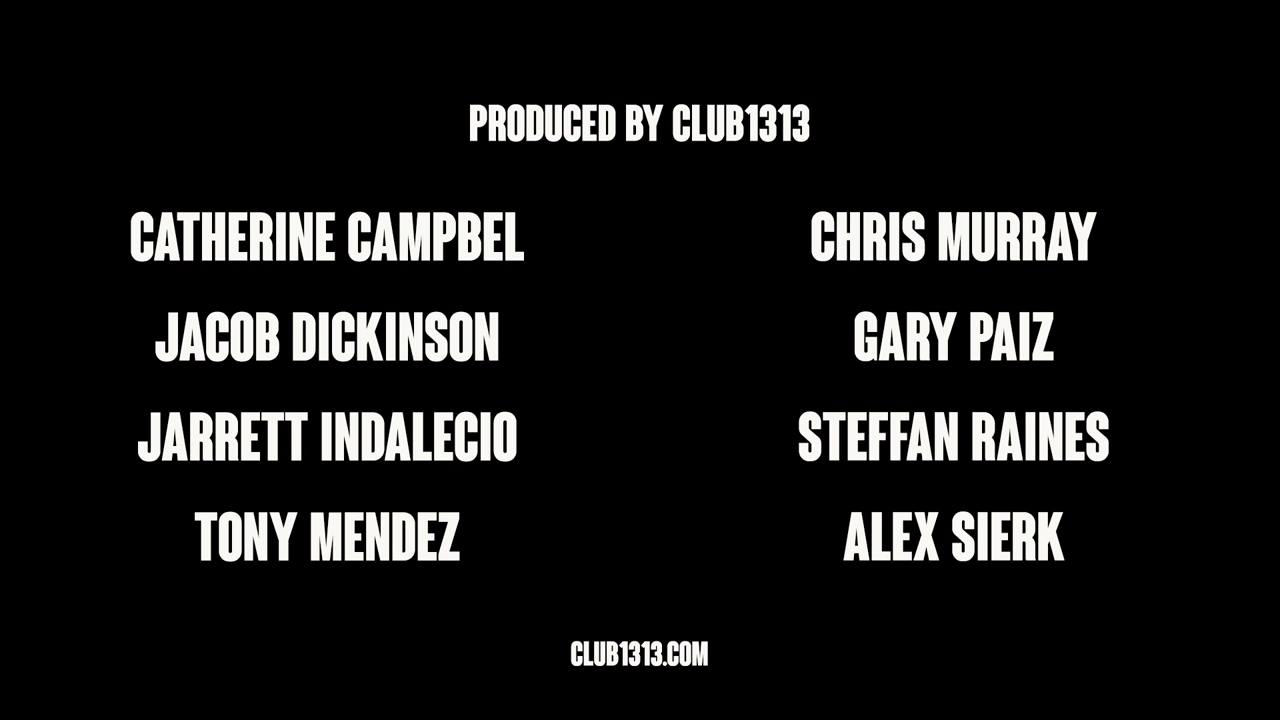 PRODUCED BY CLUB1313
CATHERINE CAMPBEL
CHRIS MURRAY
JACOB DICKINSON
GARY PAIZ
JARRETT INDALECIO
STEFFAN RAINES
TONY MENDEZ
ALEX SIERK
CLUB1313.COM